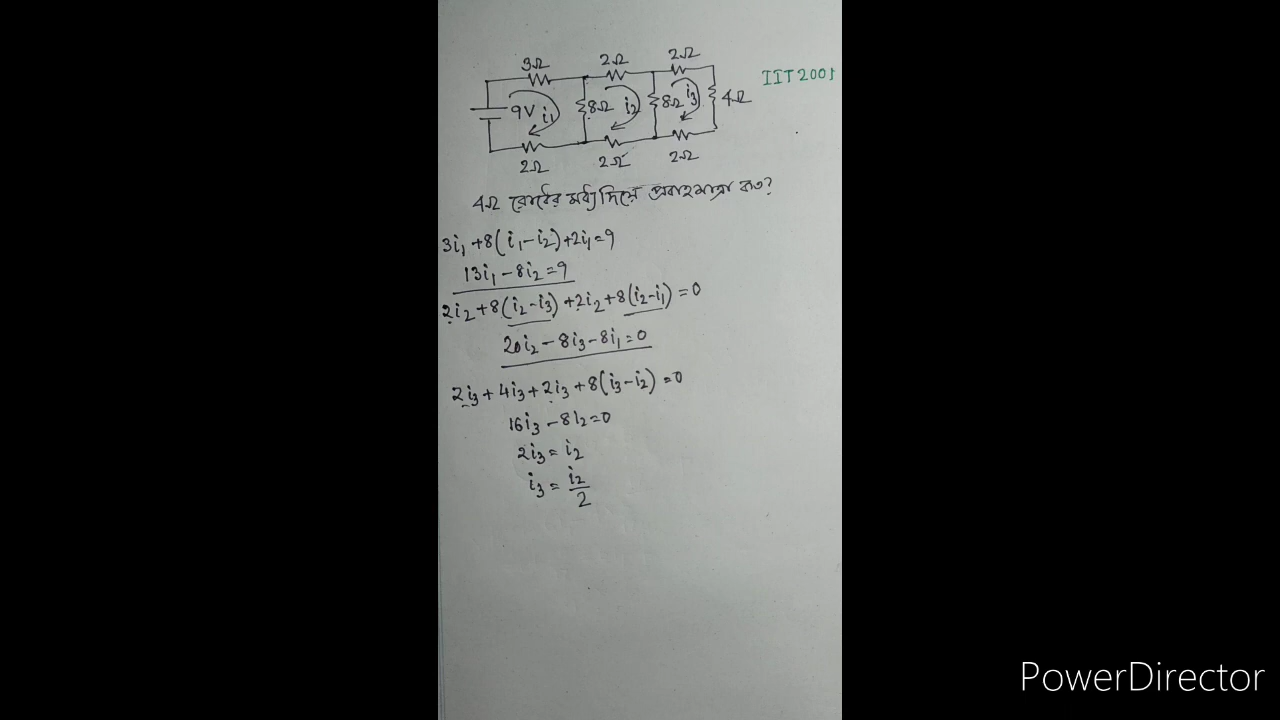 3Ω 2Ω 2Ω
IIT 2001
9V i₁ 8Ω i₂ 8Ω i₃ 4Ω
2Ω 2Ω 2Ω
4Ω রোধের মধ্য দিয়ে প্রবাহমাত্রা কত?
3i₁+8(i₁-i₂)+2i₁=9
13i₁-8i₂=9
2i₂+8(i₂-i₃)+2i₂+8(i₂-i₁)=0
20i₂-8i₃-8i₁=0
2i₃+4i₃+2i₃+8(i₃-i₂)=0
16i₃-8i₂=0
2i₃=i₂
i₃=i₂/2
PowerDirector